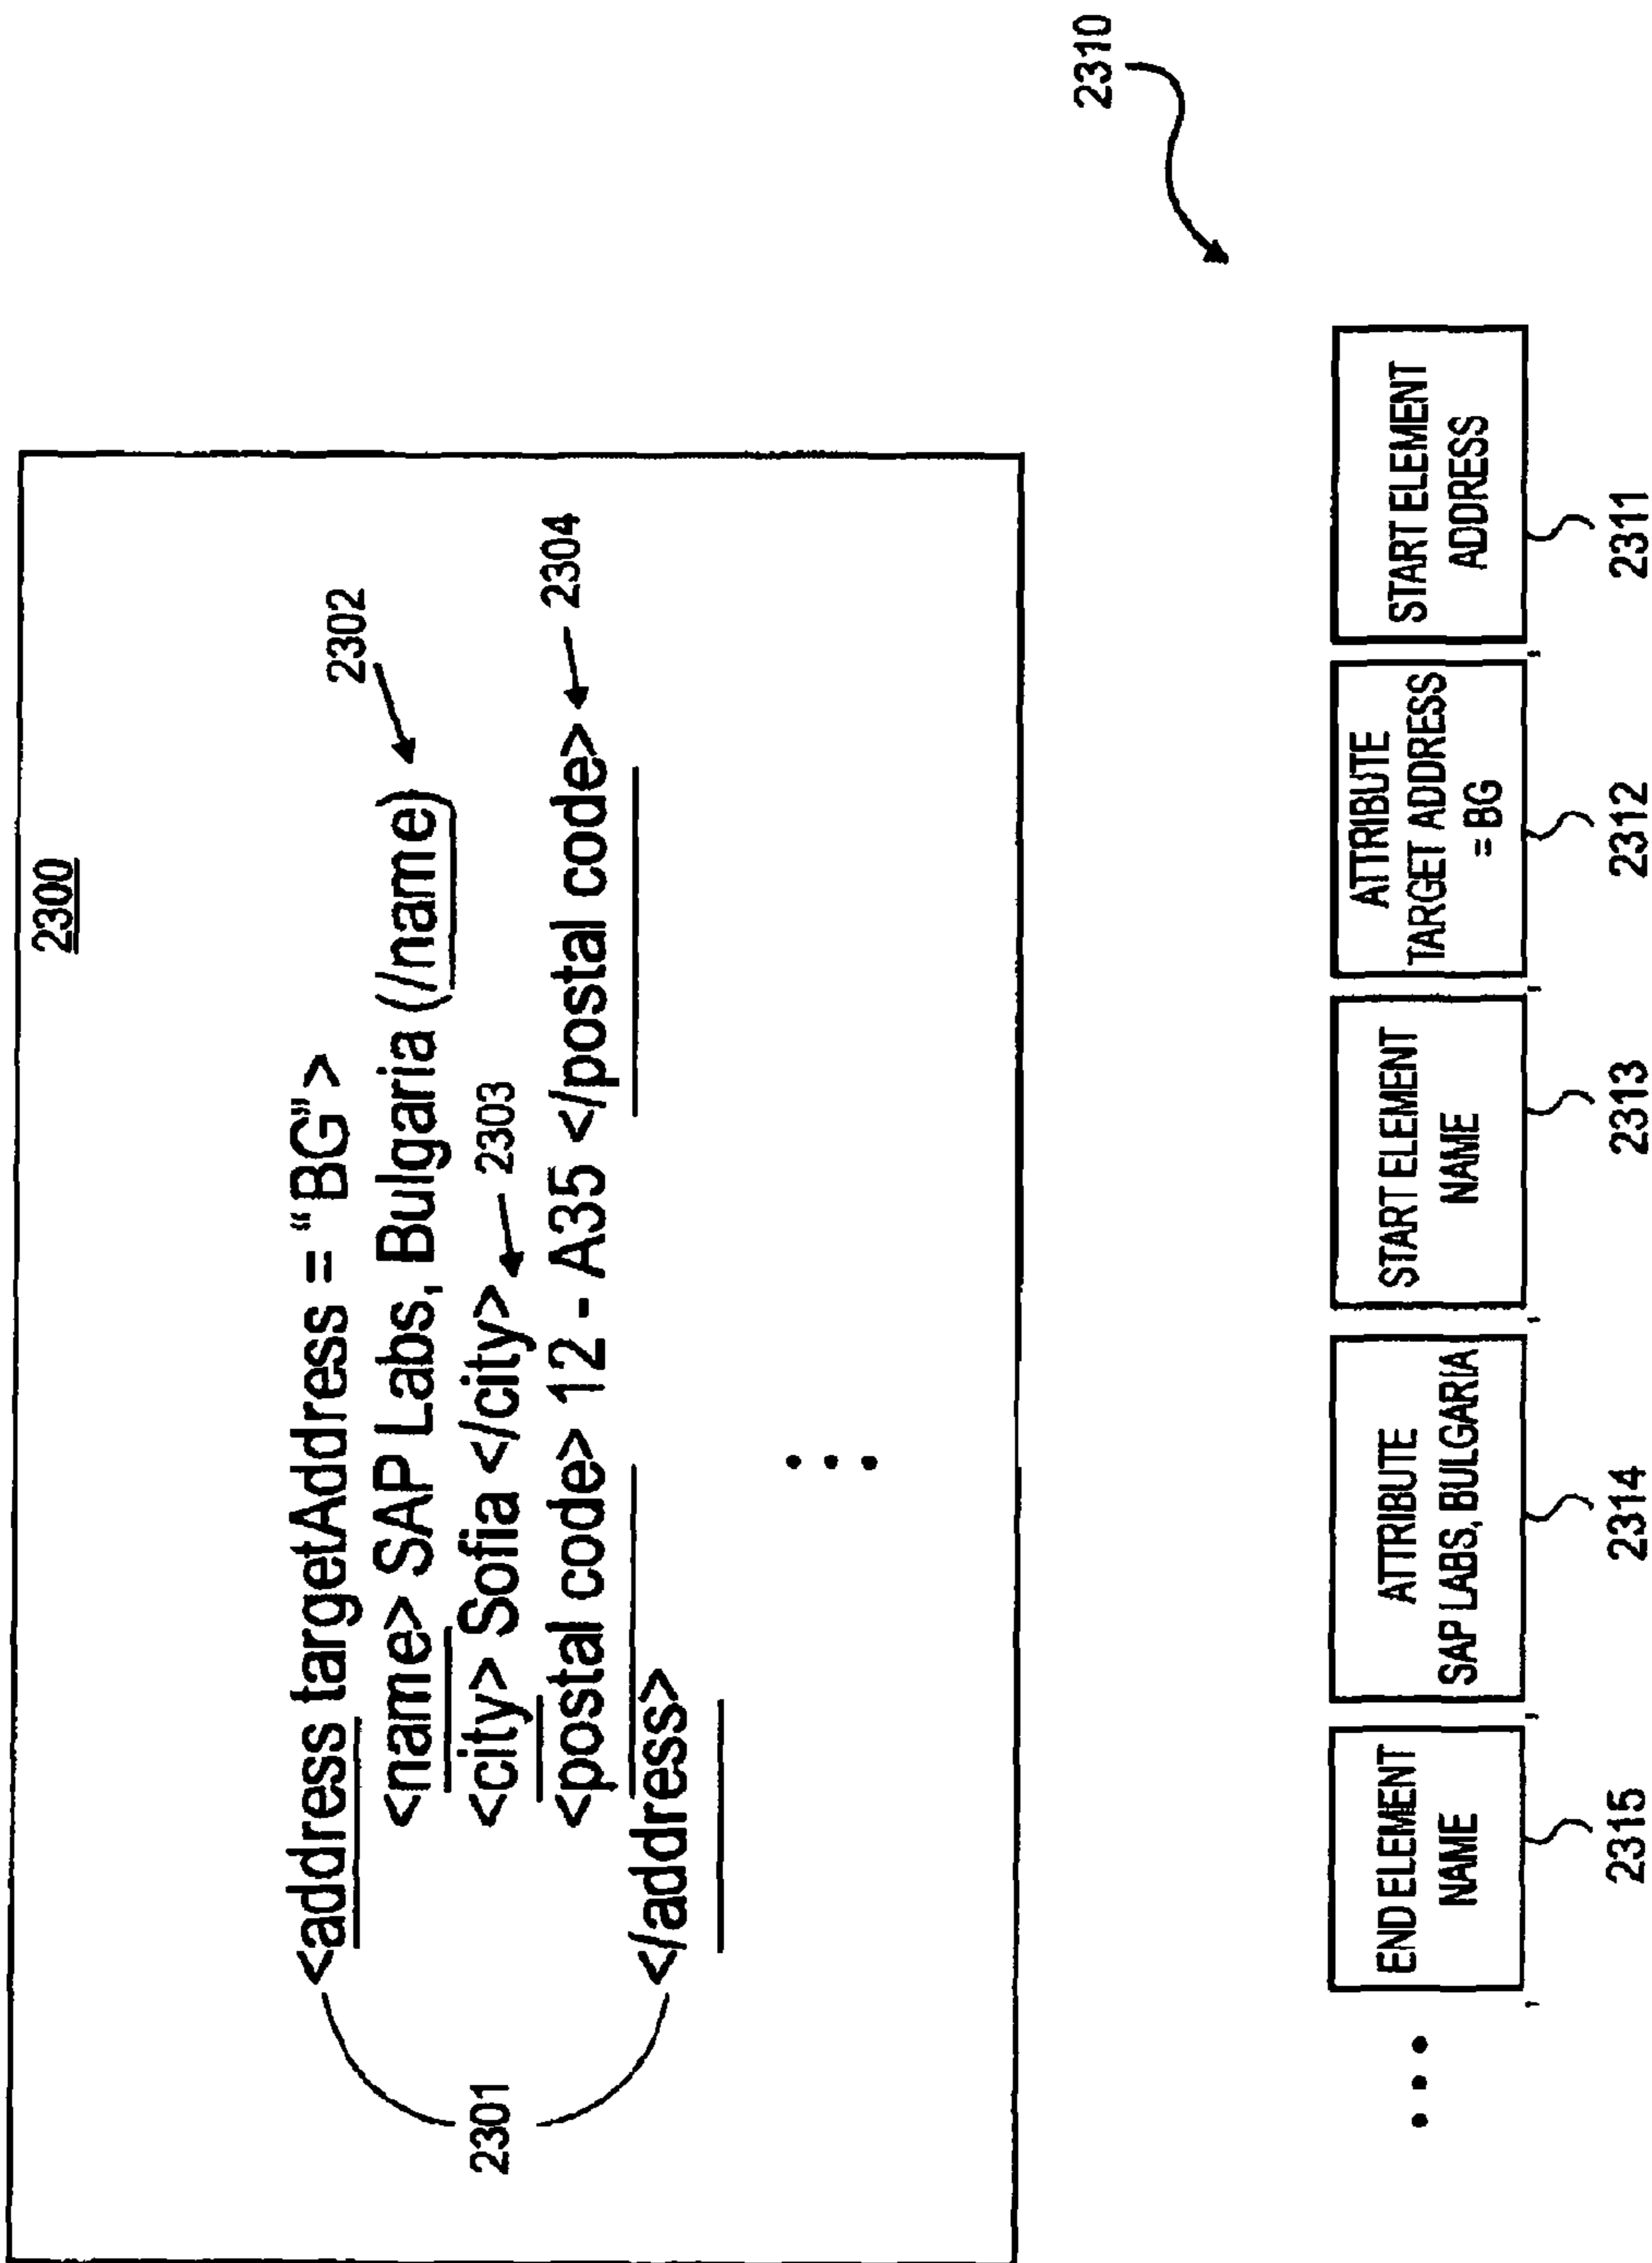 2300
<address targetAddress = “BG” >
<name> SAP Labs, Bulgaria (/name)
2302
<city> Sofia </city>
2303
<postal code> 12 - A35 </postal code>
2304
</address>
2301
2310
END ELEMENT
NAME
2315
ATTRIBUTE
SAP LABS, BULGARIA
2314
START ELEMENT
NAME
2313
ATTRIBUTE
TARGET ADDRESS
= BG
2312
START ELEMENT
ADDRESS
2311